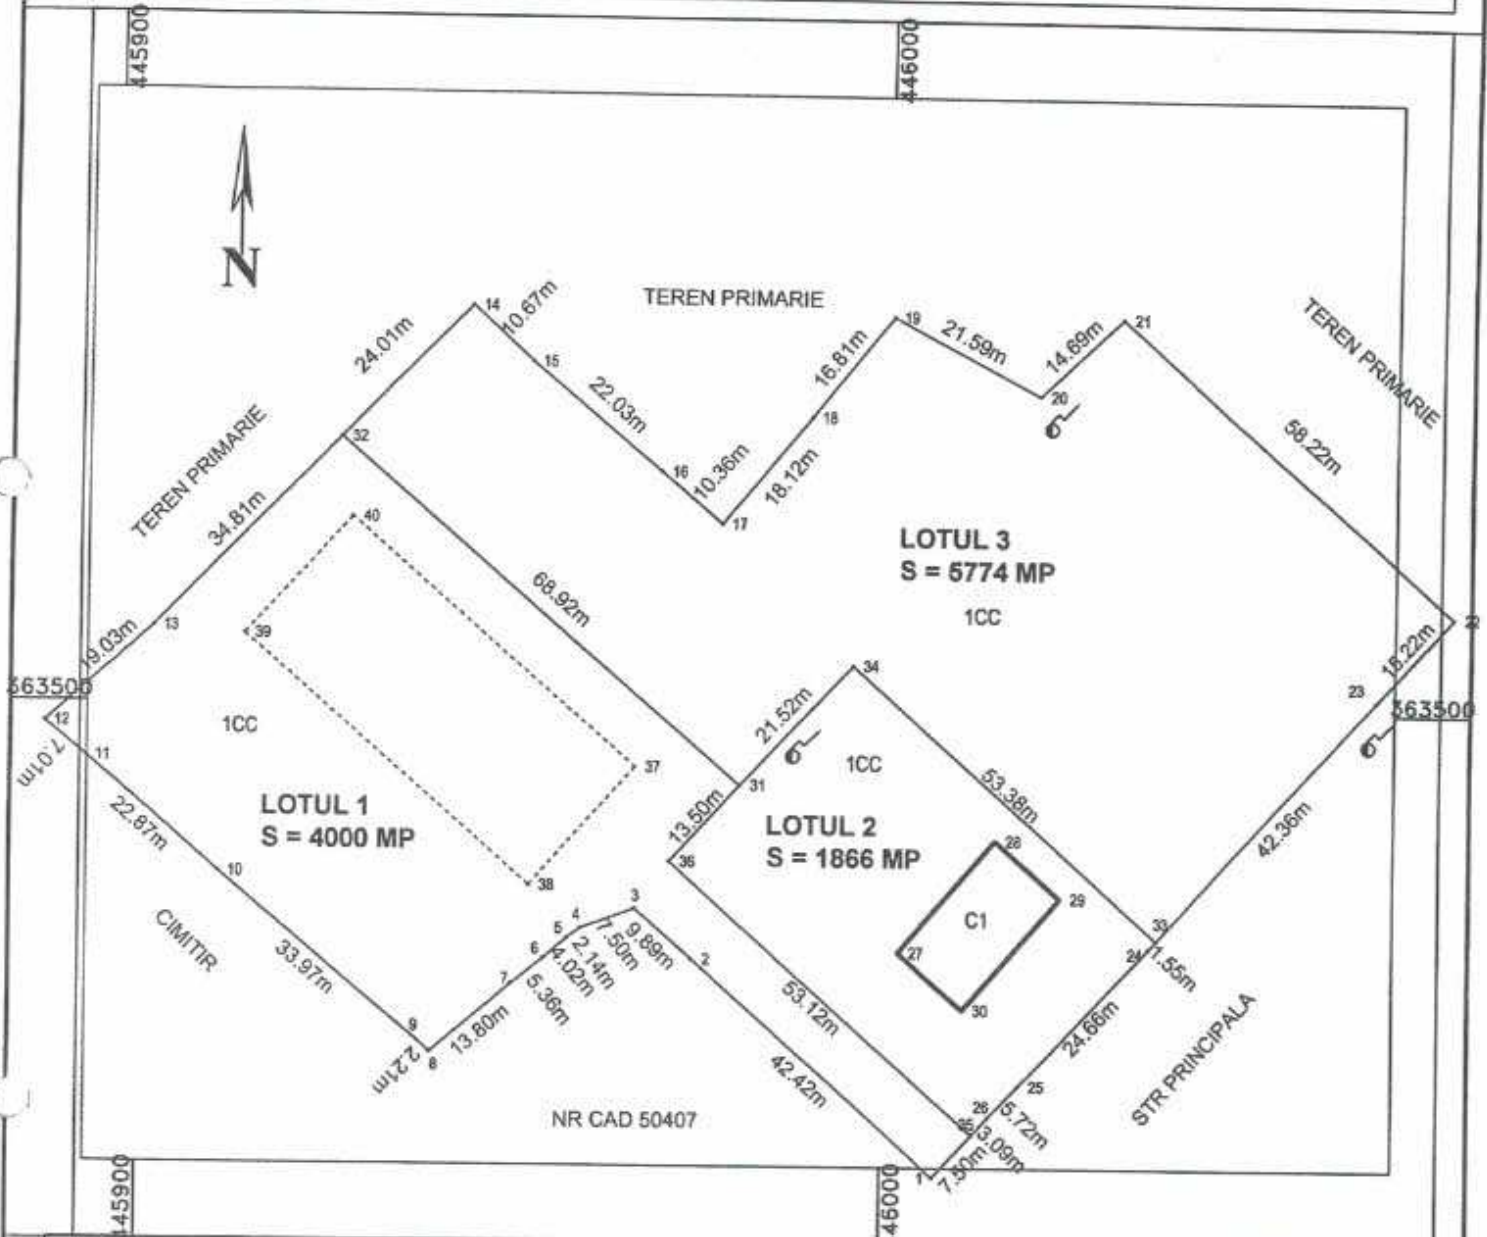 445900
446000
N
TEREN PRIMARIE
14
10.67m
24.01m
15
22.03m
16
10.36m
17
18.12m
18
16.81m
19
21.59m
20
14.69m
21
58.22m
TEREN PRIMARIE
22
18.22m
23
363500
42.36m
TEREN PRIMARIE
32
34.81m
13
19.03m
363500
12
7.01m
11
22.87m
10
33.97m
CIMITIR
40
39
37
38
68.92m
1CC
LOTUL 1
S = 4000 MP
LOTUL 3
S = 5774 MP
1CC
34
21.52m
31
13.50m
36
1CC
LOTUL 2
S = 1866 MP
53.38m
28
29
C1
27
30
33
24
1.55m
24.66m
25
5.72m
26
35
3.09m
7.50m
1
53.12m
42.42m
2
9.89m
3
7.50m
4
2.14m
5
4.02m
6
5.36m
7
13.80m
8
2.21m
9
NR CAD 50407
STR PRINCIPALA
445900
46000